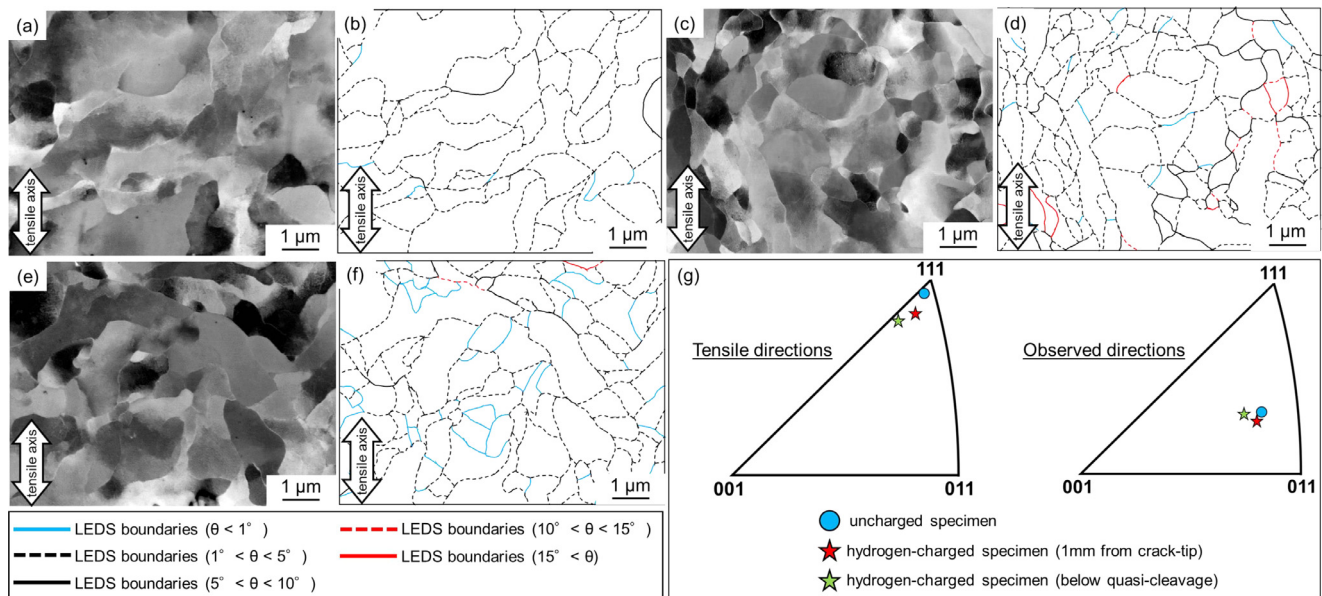 (a)
tensile axis
1 μm
(b)
tensile axis
1 μm
(c)
tensile axis
1 μm
(d)
tensile axis
1 μm
(e)
tensile axis
1 μm
(f)
tensile axis
1 μm
(g)
111
Tensile directions
001
011
111
Observed directions
001
011
uncharged specimen
hydrogen-charged specimen (1mm from crack-tip)
hydrogen-charged specimen (below quasi-cleavage)
LEDS boundaries (θ < 1° )
LEDS boundaries (1° < θ < 5° )
LEDS boundaries (5° < θ < 10° )
LEDS boundaries (10° < θ < 15° )
LEDS boundaries (15° < θ)